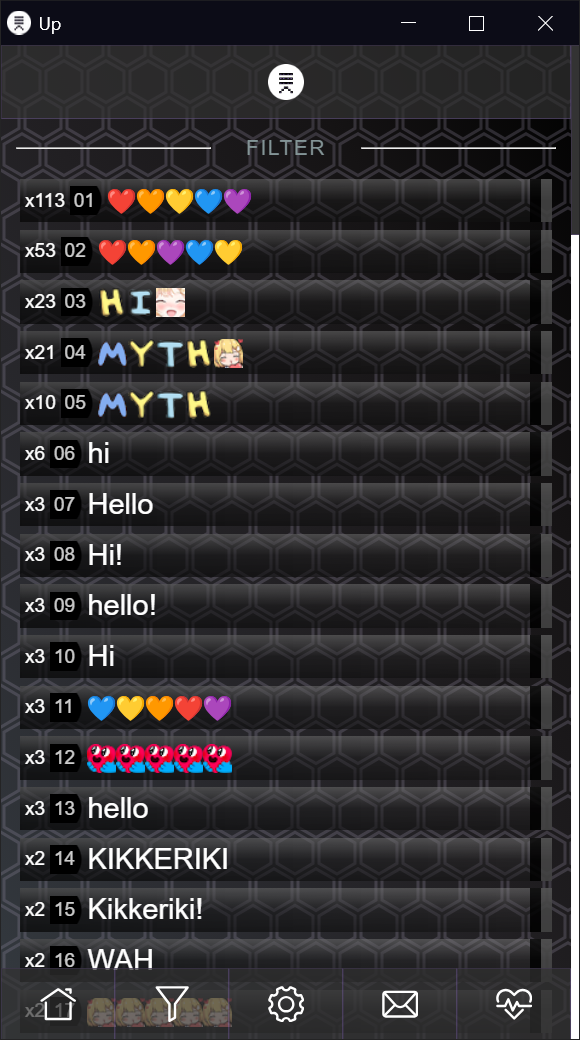 Up
FILTER
x113 01 ❤️🧡💛💙💜
x53 02 ❤️🧡💜💙💛
x23 03 HI
x21 04 MYTH
x10 05 MYTH
x6 06 hi
x3 07 Hello
x3 08 Hi!
x3 09 hello!
x3 10 Hi
x3 11 💙💛🧡❤️💜
x3 12
x3 13 hello
x2 14 KIKKERIKI
x2 15 Kikkeriki!
x2 16 WAH
x2 17